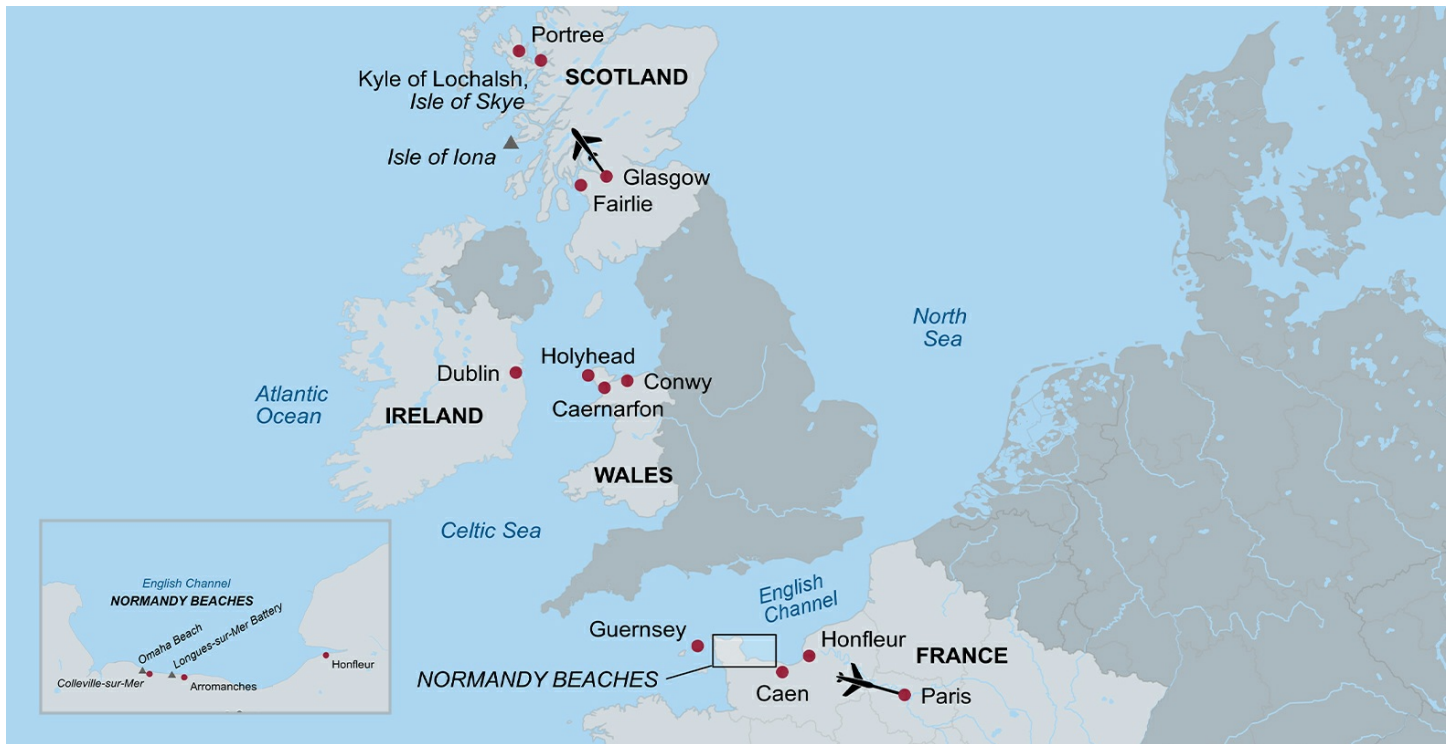 Portree
Kyle of Lochalsh,
Isle of Skye
SCOTLAND
Isle of Iona
Glasgow
Fairlie
North
Sea
Holyhead
Dublin
Conwy
Caernarfon
Atlantic
Ocean
IRELAND
WALES
Celtic Sea
English
Channel
Guernsey
Honfleur
FRANCE
NORMANDY BEACHES
Caen
Paris
English Channel
NORMANDY BEACHES
Omaha Beach
Longues-sur-Mer Battery
Honfleur
Colleville-sur-Mer
Arromanches